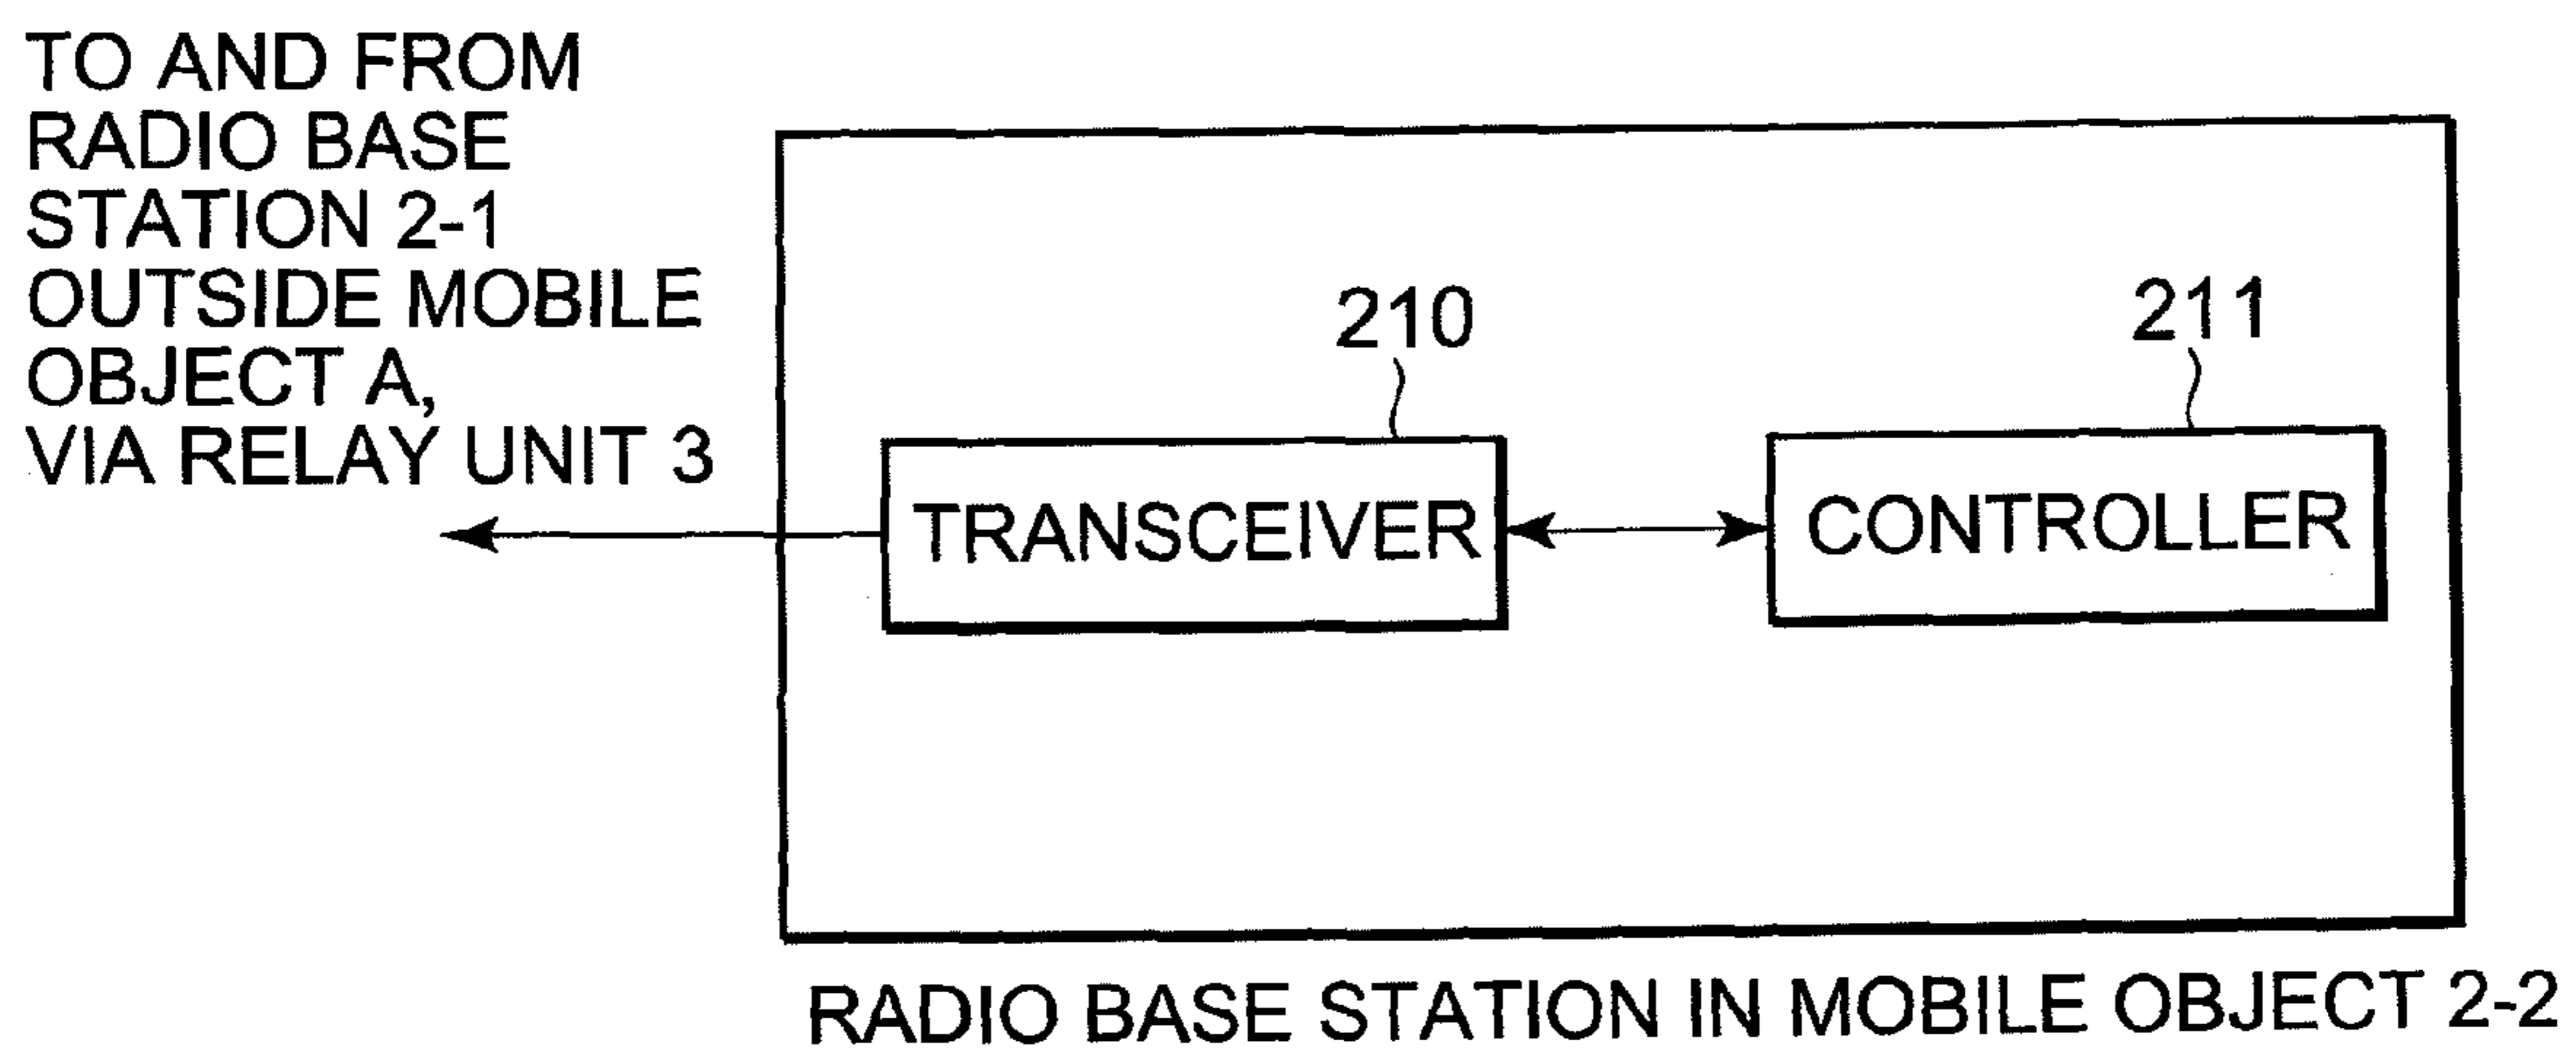 TO AND FROM
RADIO BASE
STATION 2-1
OUTSIDE MOBILE
OBJECT A,
VIA RELAY UNIT 3
210
211
TRANSCEIVER
CONTROLLER
RADIO BASE STATION IN MOBILE OBJECT 2-2